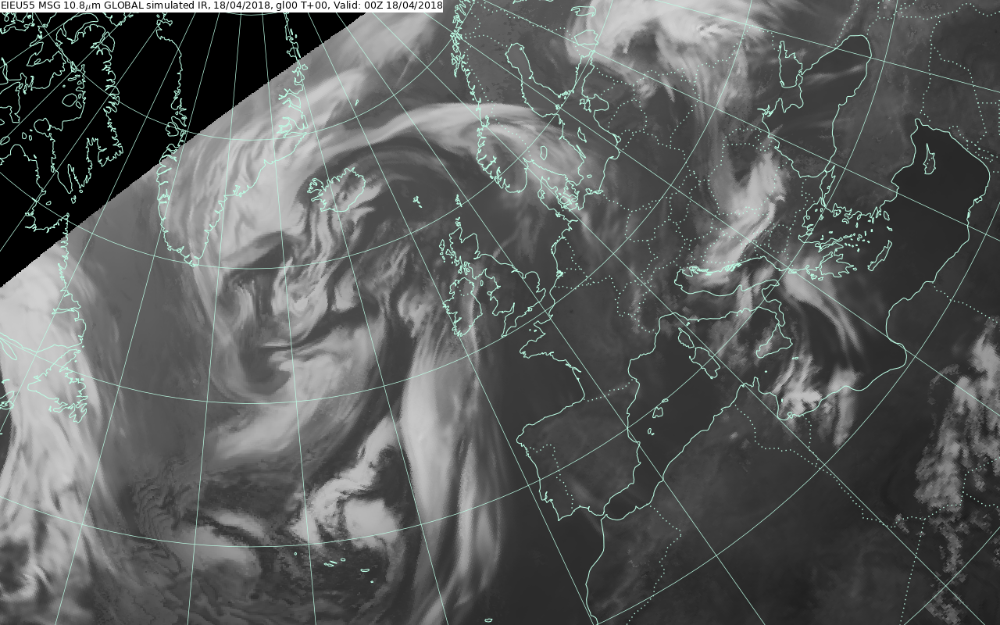 EIEU55 MSG 10.8μm GLOBAL simulated IR, 18/04/2018, gl00 T+00, Valid: 00Z 18/04/2018